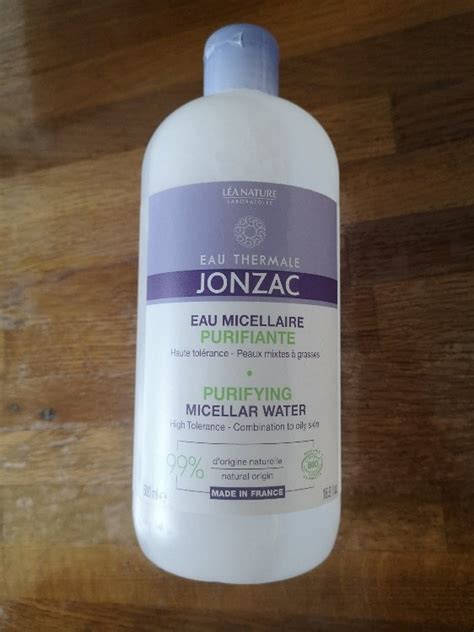 LÉA NATURE
LABORATOIRE
EAU THERMALE
JONZAC
EAU MICELLAIRE
PURIFIANTE
Haute tolérance - Peaux mixtes à grasses
PURIFYING
MICELLAR WATER
High Tolerance - Combination to oily skin
99% d'origine naturelle
natural origin
BIO
MADE IN FRANCE
500 ml e